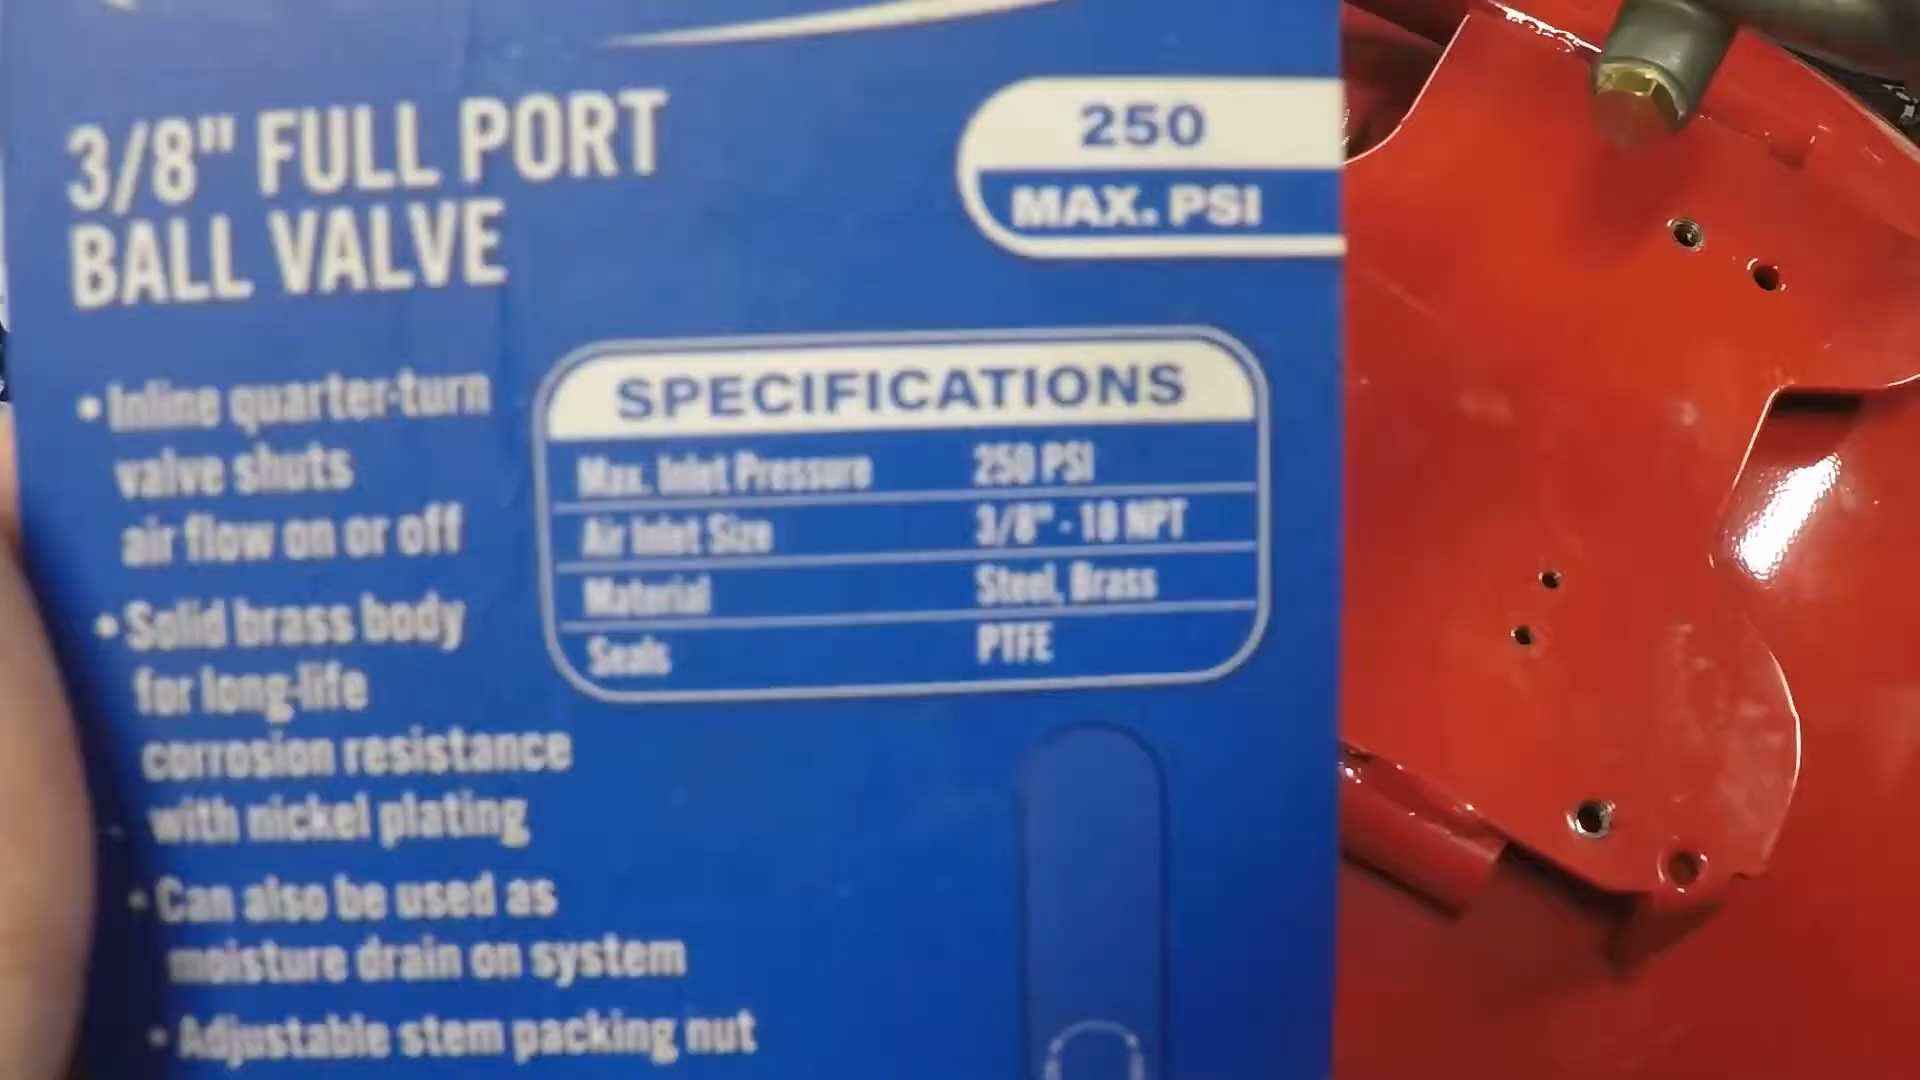 3/8" FULL PORT
BALL VALVE
250
MAX. PSI
• Inline quarter-turn
valve shuts
air flow on or off
• Solid brass body
for long-life
corrosion resistance
with nickel plating
• Can also be used as
moisture drain on system
• Adjustable stem packing nut
SPECIFICATIONS
Max. Inlet Pressure 250 PSI
Air Inlet Size 3/8" - 18 NPT
Material Steel, Brass
Seals PTFE